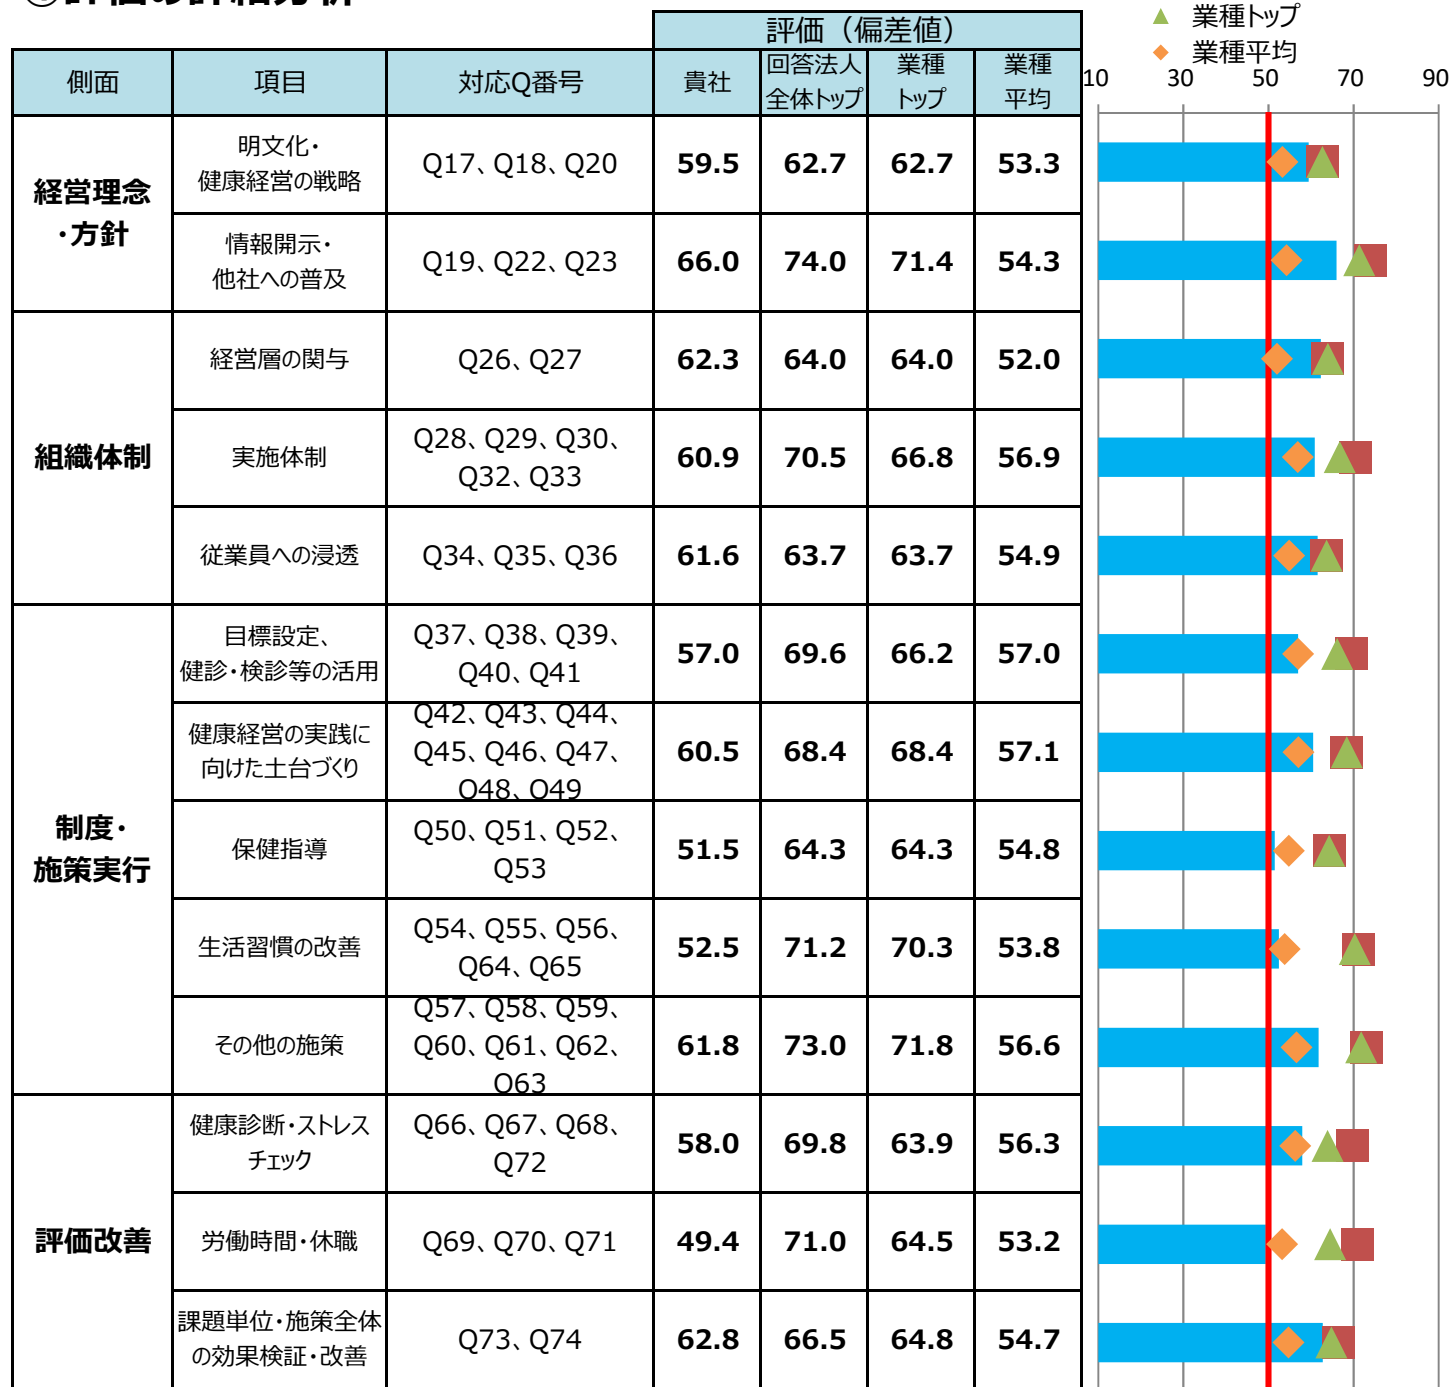 評価（偏差値）
▲ 業種トップ
◆ 業種平均
側面 項目 対応Q番号 貴社 回答法人 業種 業種
全体トップ トップ 平均
10 30 50 70 90
経営理念
・方針
明文化・
健康経営の戦略
Q17、Q18、Q20 59.5 62.7 62.7 53.3
情報開示・
他社への普及
Q19、Q22、Q23 66.0 74.0 71.4 54.3
組織体制
経営層の関与 Q26、Q27 62.3 64.0 64.0 52.0
実施体制
Q28、Q29、Q30、
Q32、Q33
60.9 70.5 66.8 56.9
従業員への浸透 Q34、Q35、Q36 61.6 63.7 63.7 54.9
制度・
施策実行
目標設定、
健診・検診等の活用
Q37、Q38、Q39、
Q40、Q41
57.0 69.6 66.2 57.0
健康経営の実践に
向けた土台づくり
Q42、Q43、Q44、
Q45、Q46、Q47、
Q48、Q49
60.5 68.4 68.4 57.1
保健指導
Q50、Q51、Q52、
Q53
51.5 64.3 64.3 54.8
生活習慣の改善
Q54、Q55、Q56、
Q64、Q65
52.5 71.2 70.3 53.8
その他の施策
Q57、Q58、Q59、
Q60、Q61、Q62、
Q63
61.8 73.0 71.8 56.6
評価改善
健康診断・ストレス
チェック
Q66、Q67、Q68、
Q72
58.0 69.8 63.9 56.3
労働時間・休職 Q69、Q70、Q71 49.4 71.0 64.5 53.2
課題単位・施策全体
の効果検証・改善
Q73、Q74 62.8 66.5 64.8 54.7